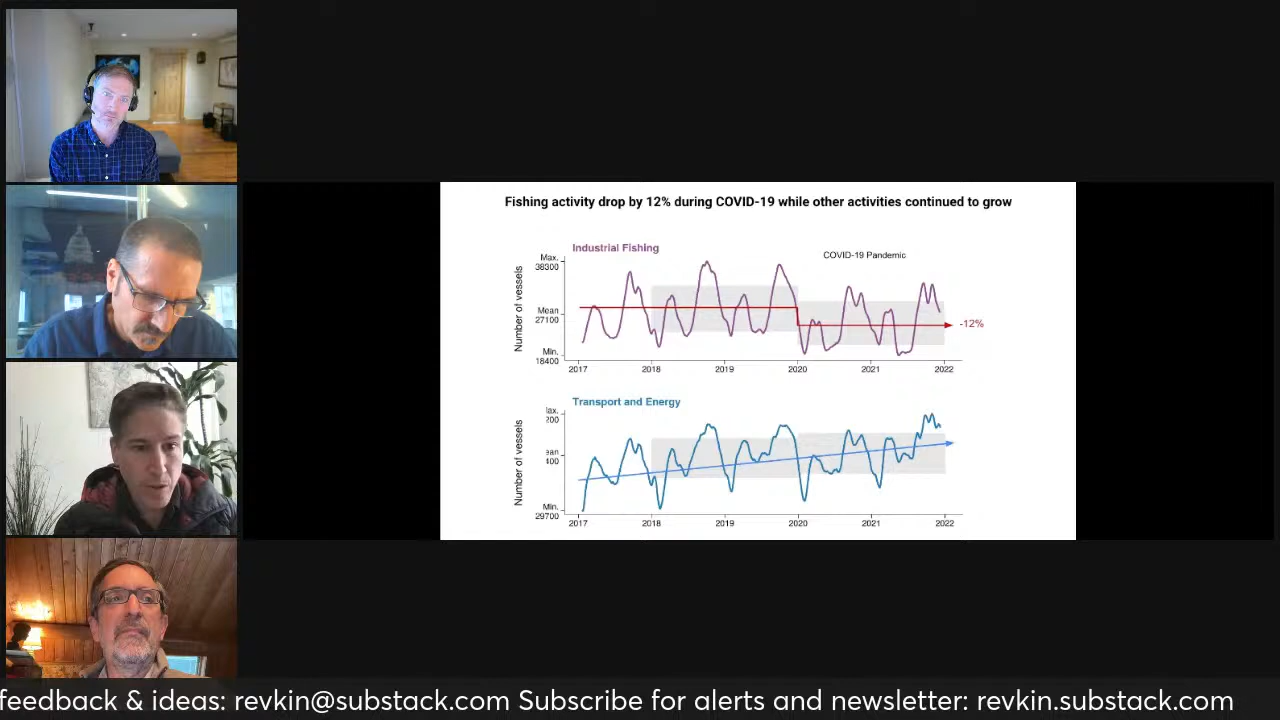 Fishing activity drop by 12% during COVID-19 while other activities continued to grow
Industrial Fishing
COVID-19 Pandemic
Number of vessels
Max.
38300
Mean
27100
Min.
18400
-12%
2017 2018 2019 2020 2021 2022
Transport and Energy
Number of vessels
Min.
29700
2017 2018 2019 2020 2021 2022
feedback & ideas: revkin@substack.com Subscribe for alerts and newsletter: revkin.substack.com